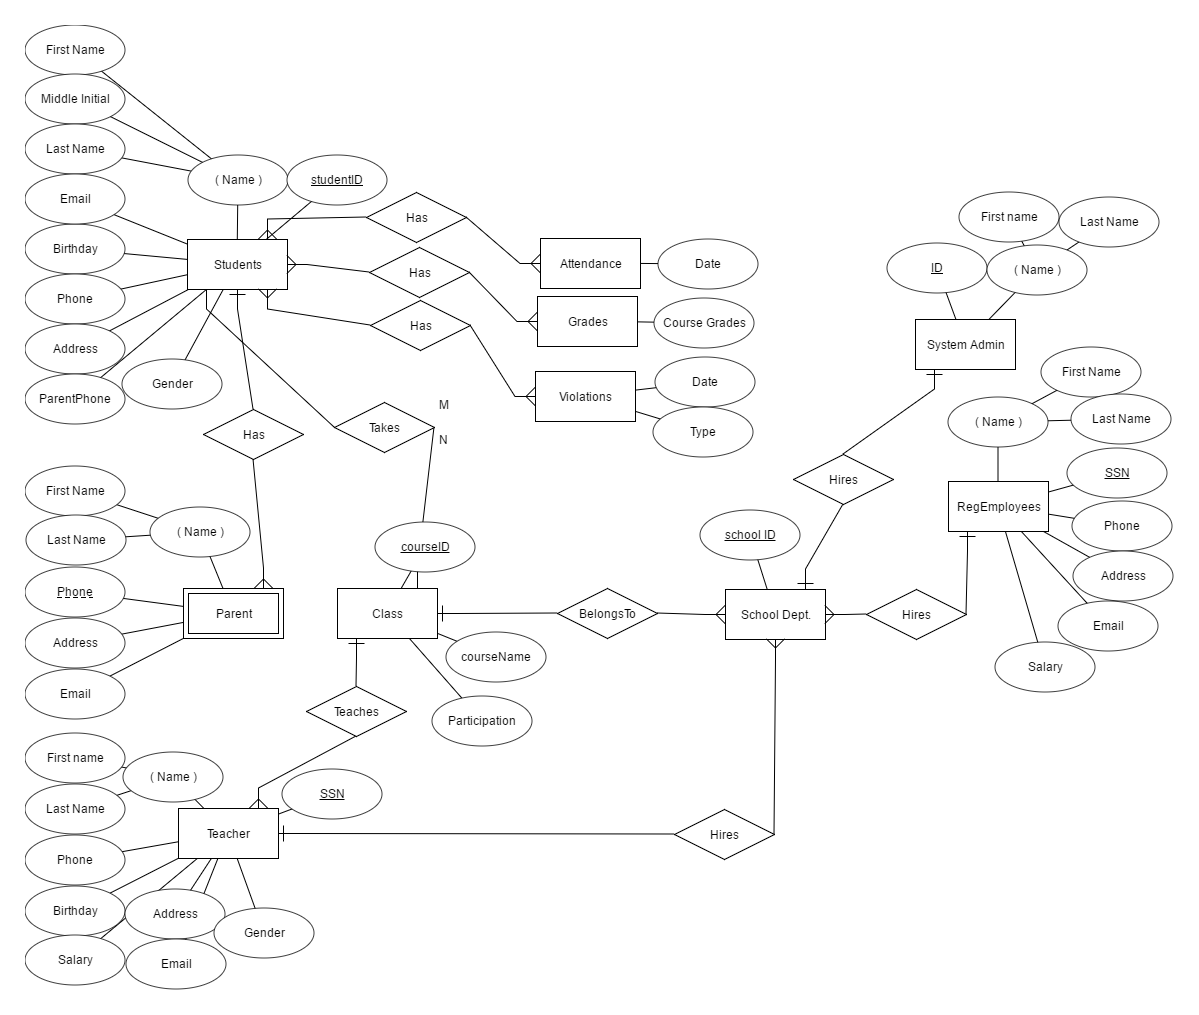 First Name
Middle Initial
Last Name
( Name )
studentID
Email
Birthday
Phone
Address
ParentPhone
Gender
Students
Has
Has
Has
Attendance
Date
Grades
Course Grades
Violations
Date
Type
First name
Last Name
ID
( Name )
System Admin
First Name
Last Name
( Name )
SSN
RegEmployees
Phone
Address
Email
Salary
Has
Takes
M
N
Hires
First Name
Last Name
( Name )
Phone
Address
Email
Parent
courseID
Class
courseName
Participation
BelongsTo
school ID
School Dept.
Hires
Teaches
First name
Last Name
( Name )
SSN
Teacher
Phone
Birthday
Salary
Address
Email
Gender
Hires